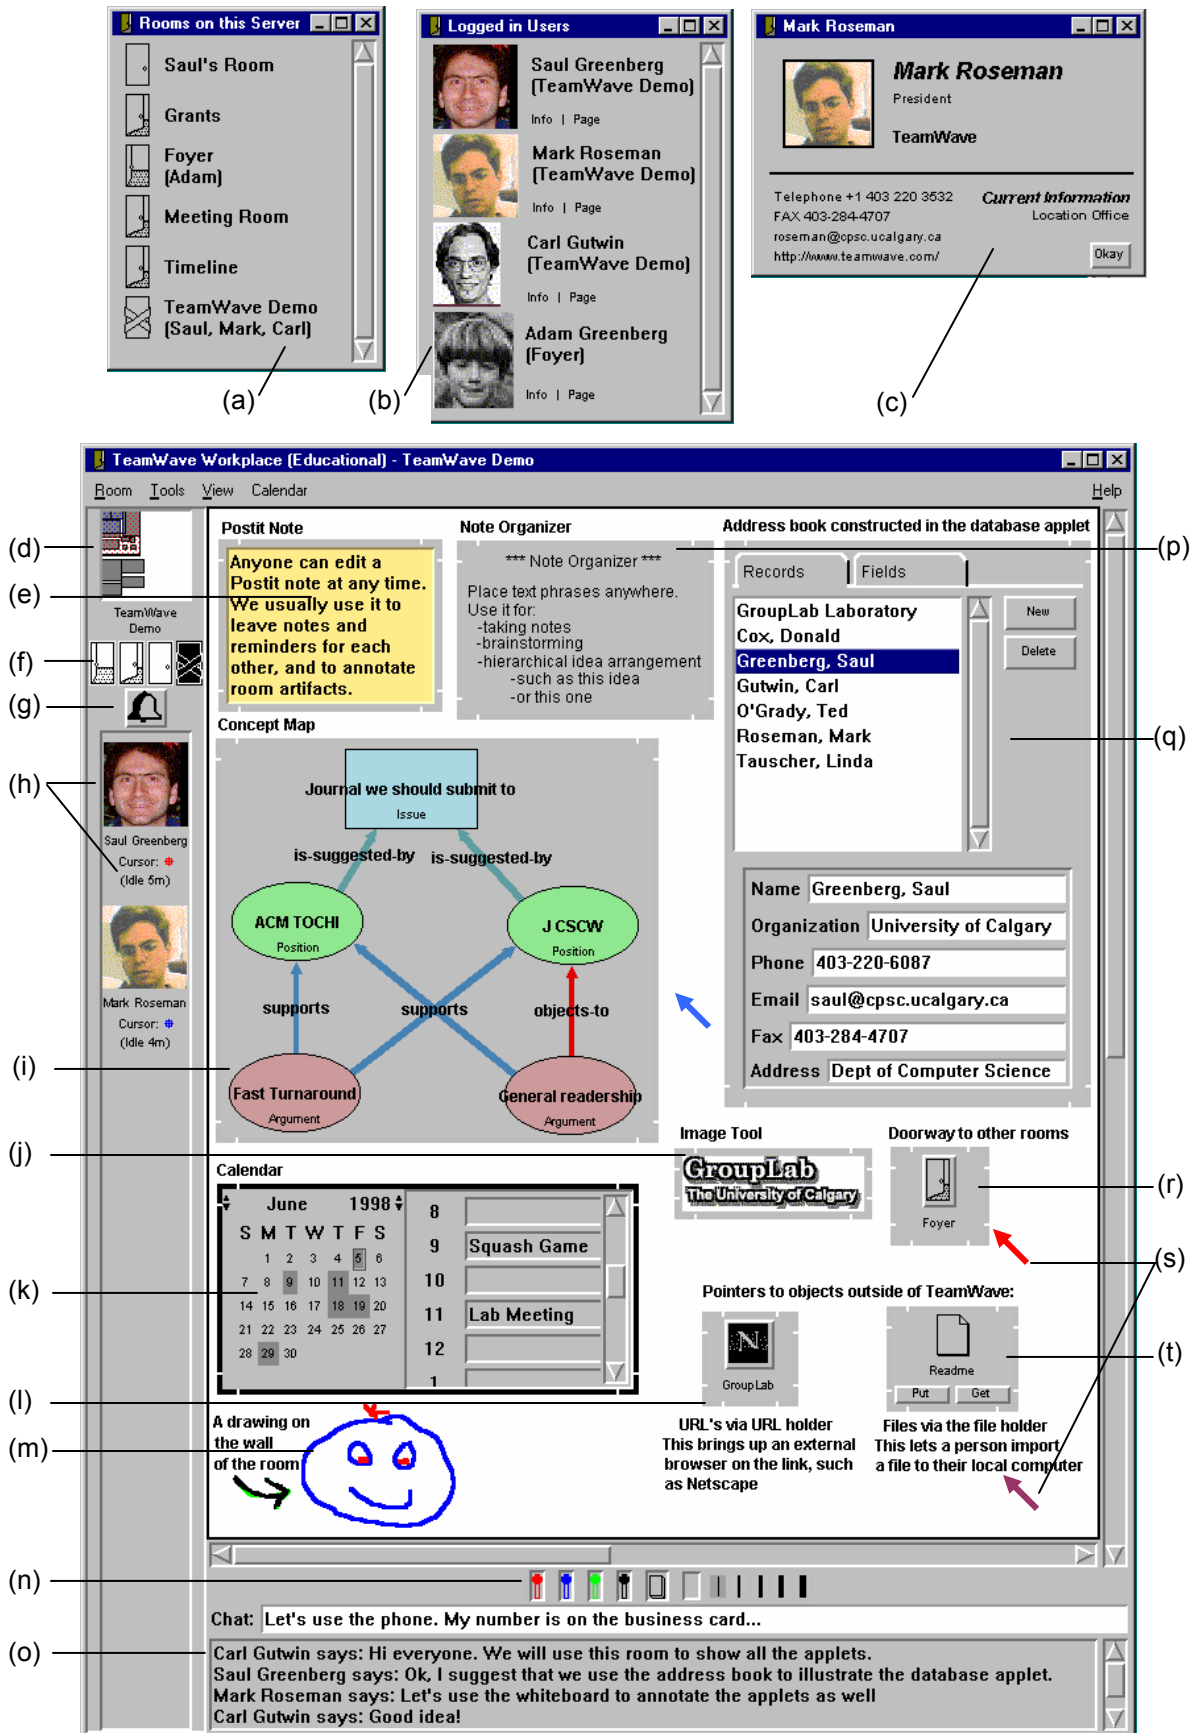 Rooms on this Server
Saul's Room
Grants
Foyer
(Adam)
Meeting Room
Timeline
TeamWave Demo
(Saul, Mark, Carl)
(a)
Logged in Users
Saul Greenberg
(TeamWave Demo)
Info | Page
Mark Roseman
(TeamWave Demo)
Info | Page
Carl Gutwin
(TeamWave Demo)
Info | Page
Adam Greenberg
(Foyer)
Info | Page
(b)
Mark Roseman
Mark Roseman
President
TeamWave
Telephone +1 403 220 3532
FAX 403-284-4707
roseman@cpsc.ucalgary.ca
http://www.teamwave.com/
Current Information
Location Office
Okay
(c)
TeamWave Workplace (Educational) - TeamWave Demo
Room Tools View Calendar Help
(d)
(e)
TeamWave
Demo
(f)
(g)
(h)
Saul Greenberg
Cursor:
(Idle 5m)
Mark Roseman
Cursor:
(Idle 4m)
Postit Note
Anyone can edit a
Postit note at any time.
We usually use it to
leave notes and
reminders for each
other, and to annotate
room artifacts.
Note Organizer
*** Note Organizer ***
Place text phrases anywhere.
Use it for:
-taking notes
-brainstorming
-hierarchical idea arrangement
-such as this idea
-or this one
Address book constructed in the database applet
(p)
Records Fields
GroupLab Laboratory
Cox, Donald
Greenberg, Saul
Gutwin, Carl
O'Grady, Ted
Roseman, Mark
Tauscher, Linda
New
Delete
(q)
Name Greenberg, Saul
Organization University of Calgary
Phone 403-220-6087
Email saul@cpsc.ucalgary.ca
Fax 403-284-4707
Address Dept of Computer Science
Concept Map
Journal we should submit to
Issue
is-suggested-by is-suggested-by
ACM TOCHI
Position
J CSCW
Position
supports supports objects-to
(i)
Fast Turnaround
Argument
General readership
Argument
(j)
Image Tool
GroupLab
The University of Calgary
Doorway to other rooms
Foyer
(r)
(s)
Calendar
(k)
June 1998
S M T W T F S
1 2 3 4 5 6
7 8 9 10 11 12 13
14 15 16 17 18 19 20
21 22 23 24 25 26 27
28 29 30
8
9 Squash Game
10
11 Lab Meeting
12
1
Pointers to objects outside of TeamWave:
N
GroupLab
Readme
Put Get
(t)
(l)
URL's via URL holder
This brings up an external
browser on the link, such
as Netscape
Files via the file holder
This lets a person import
a file to their local computer
(m)
A drawing on
the wall
of the room
(n)
Chat: Let's use the phone. My number is on the business card...
(o)
Carl Gutwin says: Hi everyone. We will use this room to show all the applets.
Saul Greenberg says: Ok, I suggest that we use the address book to illustrate the database applet.
Mark Roseman says: Let's use the whiteboard to annotate the applets as well
Carl Gutwin says: Good idea!